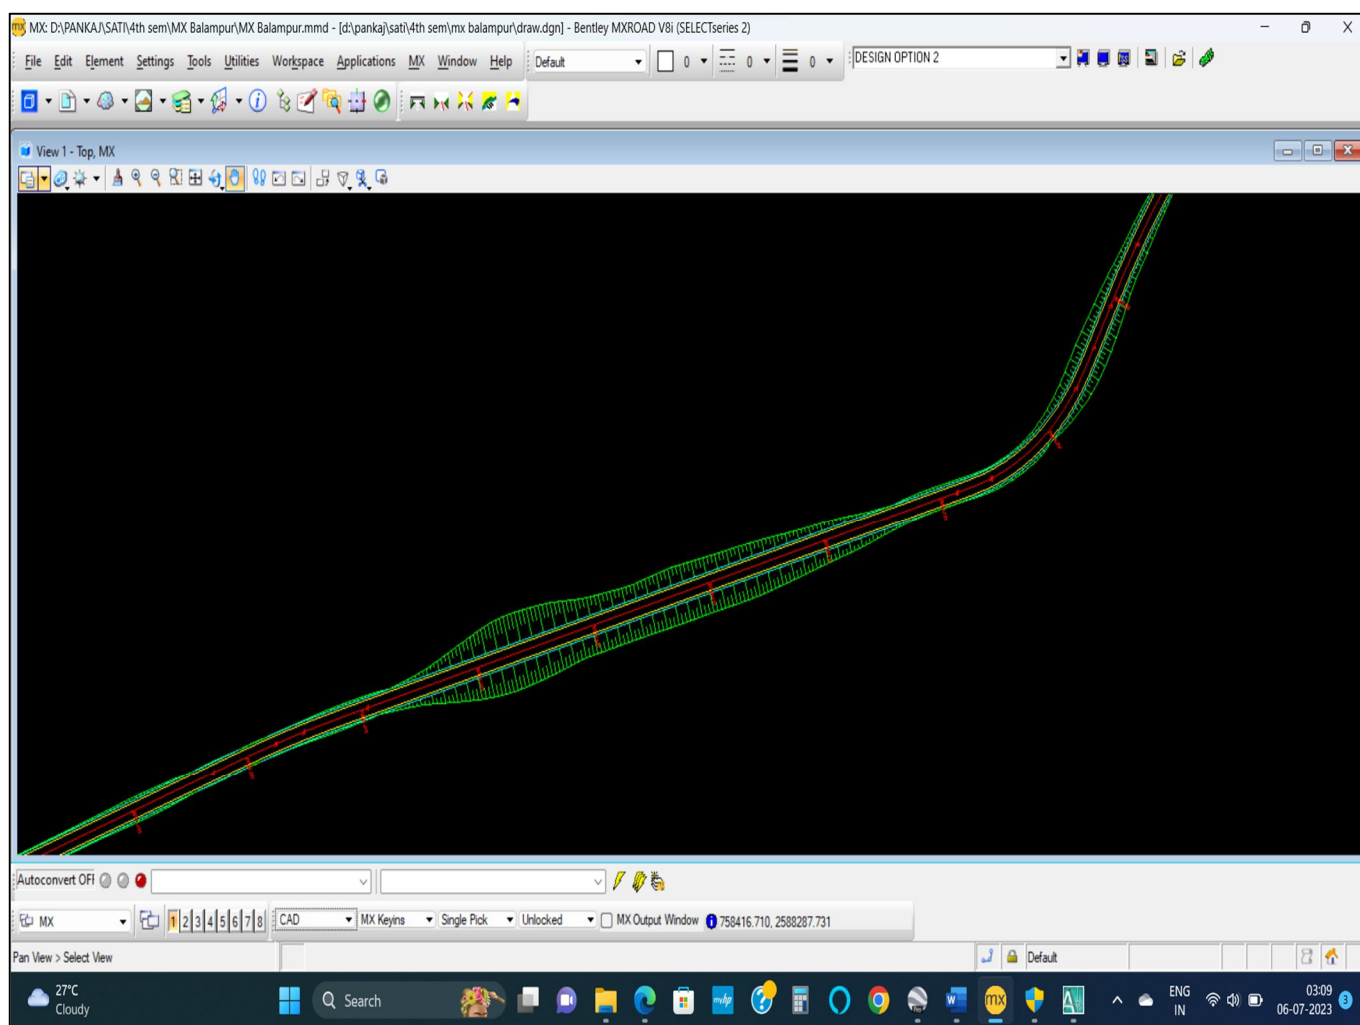 MX: D:\PANKAJ\SATI\4th sem\MX Balampur\MX Balampur.mmd - [d:\pankaj\sati\4th sem\mx balampur\draw.dgn] - Bentley MXROAD V8i (SELECTseries 2)
File Edit Element Settings Tools Utilities Workspace Applications MX Window Help Default 0 0 0 DESIGN OPTION 2
View 1 - Top, MX
Autoconvert OFF
MX 1 2 3 4 5 6 7 8 CAD MX Keyins Single Pick Unlocked MX Output Window 758416.710, 2588287.731
Pan View > Select View Default
27°C
Cloudy
Search
myhp
mx
ENG
IN
03:09
06-07-2023
3